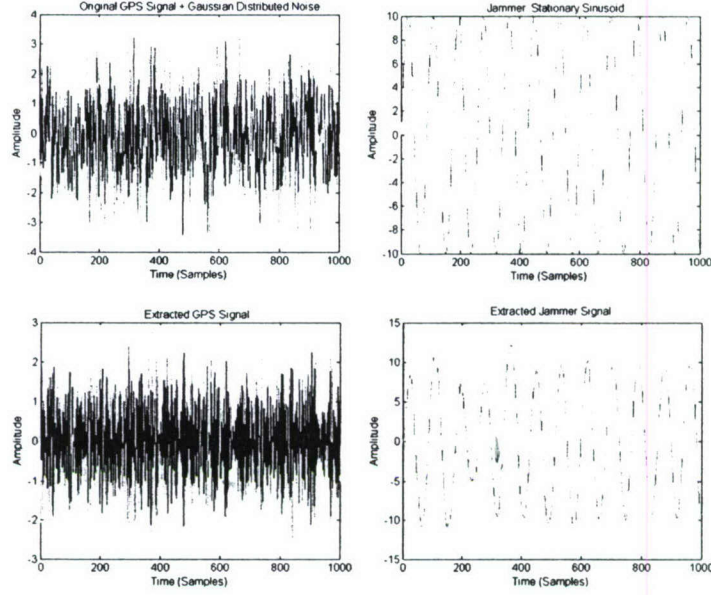 Original GPS Signal + Gaussian Distributed Noise
4
3
2
1
0
-1
-2
-3
-4
Amplitude
0 200 400 600 800 1000
Time (Samples)
Jammer Stationary Sinusoid
10
8
6
4
2
0
-2
-4
-6
-8
-10
Amplitude
0 200 400 600 800 1000
Time (Samples)
Extracted GPS Signal
3
2
1
0
-1
-2
-3
Amplitude
0 200 400 600 800 1000
Time (Samples)
Extracted Jammer Signal
15
10
5
0
-5
-10
-15
Amplitude
0 200 400 600 800 1000
Time (Samples)